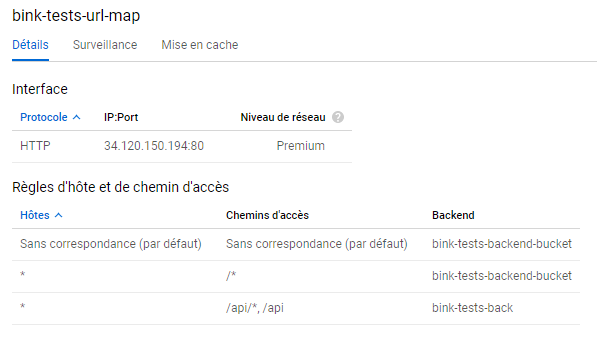 bink-tests-url-map
Détails Surveillance Mise en cache
Interface
Protocole IP:Port Niveau de réseau ?
HTTP 34.120.150.194:80 Premium
Règles d'hôte et de chemin d'accès
Hôtes Chemins d'accès Backend
Sans correspondance (par défaut) Sans correspondance (par défaut) bink-tests-backend-bucket
* /* bink-tests-backend-bucket
* /api/*, /api bink-tests-back